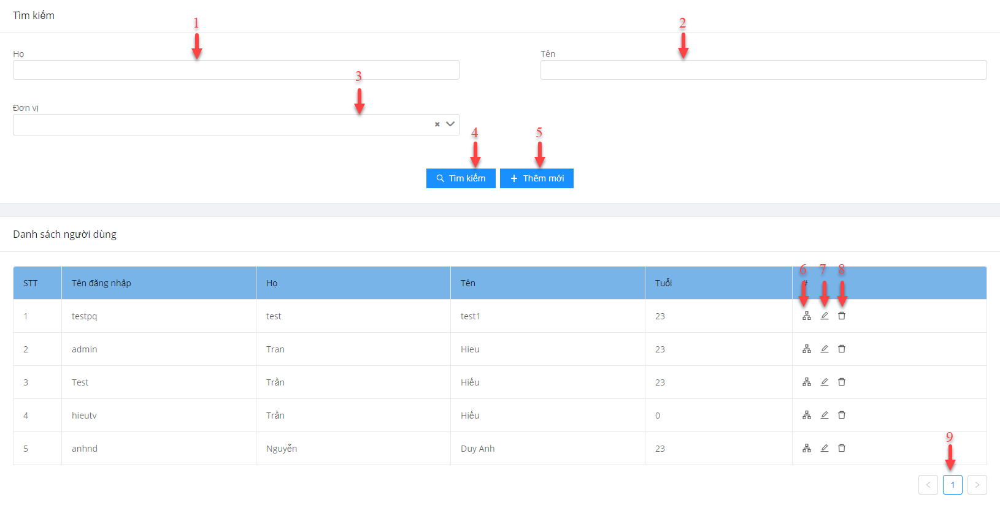 Tìm kiếm
1
2
Họ
Tên
3
Đơn vị
4
5
Tìm kiếm
Thêm mới
Danh sách người dùng
6 7 8
STT Tên đăng nhập Họ Tên Tuổi #
1 testpq test test1 23
2 admin Tran Hieu 23
3 Test Trần Hiếu 23
4 hieutv Trần Hiếu 0
5 anhnd Nguyễn Duy Anh 23
9
< 1 >